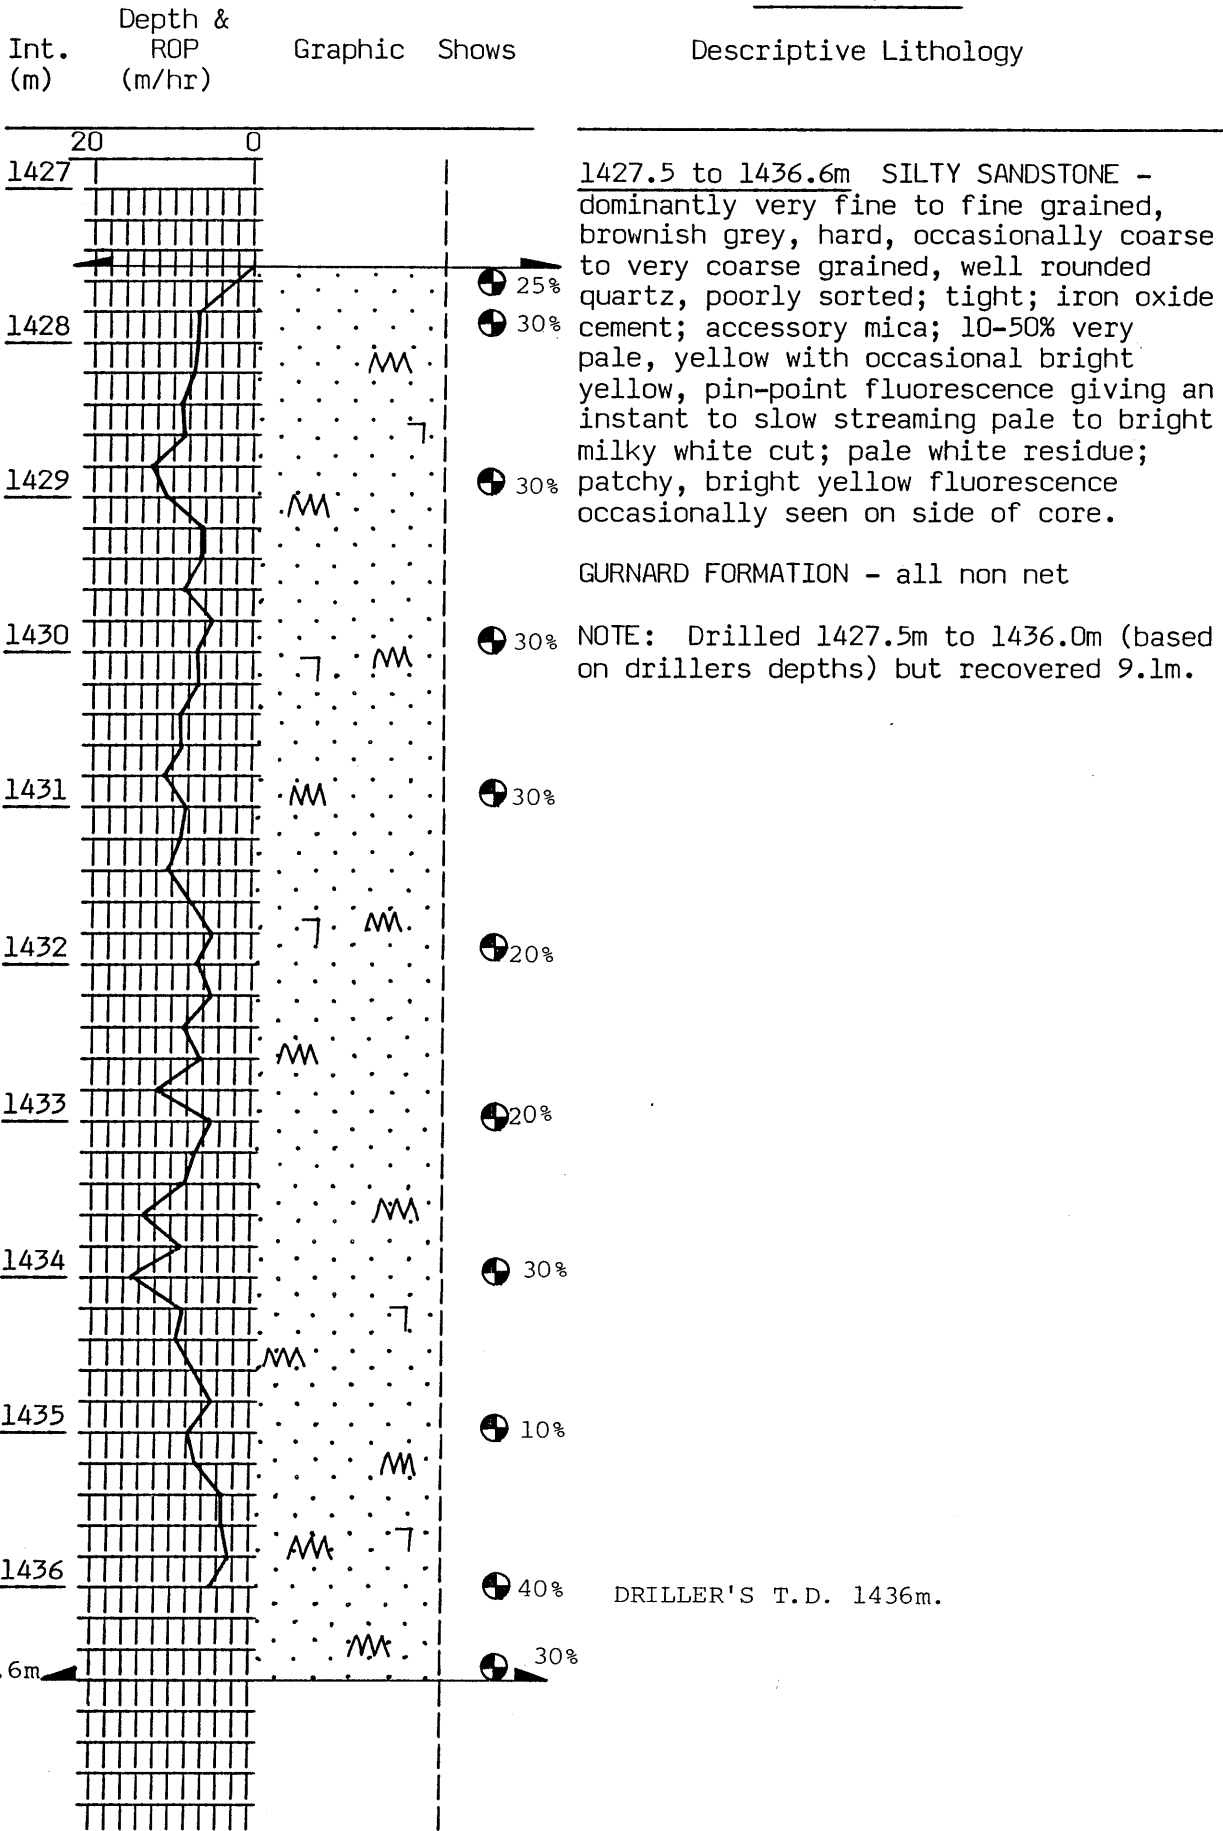 Depth &
Int. ROP Graphic Shows Descriptive Lithology
(m) (m/hr)
20 0
1427
1427.5 to 1436.6m SILTY SANDSTONE -
dominantly very fine to fine grained,
brownish grey, hard, occasionally coarse
to very coarse grained, well rounded
25% quartz, poorly sorted; tight; iron oxide
1428 30% cement; accessory mica; 10-50% very
pale, yellow with occasional bright
yellow, pin-point fluorescence giving an
instant to slow streaming pale to bright
milky white cut; pale white residue;
1429 30% patchy, bright yellow fluorescence
occasionally seen on side of core.
GURNARD FORMATION - all non net
1430 30% NOTE: Drilled 1427.5m to 1436.0m (based
on drillers depths) but recovered 9.1m.
1431 30%
1432 20%
1433 20%
1434 30%
1435 10%
1436 40% DRILLER'S T.D. 1436m.
.6m 30%